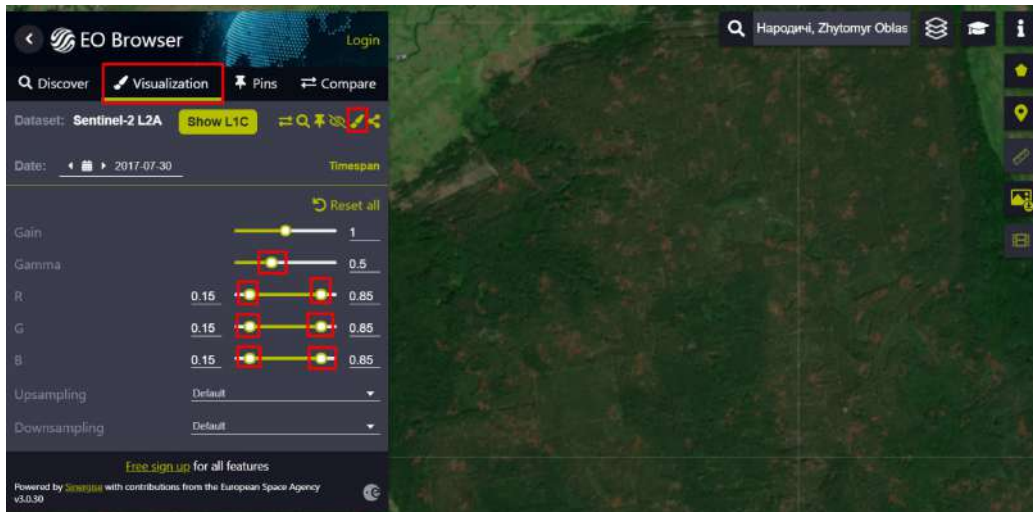 EO Browser
Login
Discover Visualization Pins Compare
Dataset: Sentinel-2 L2A Show L1C
Date: 2017-07-30 Timespan
Reset all
Gain 1
Gamma 0.5
R 0.15 0.85
G 0.15 0.85
B 0.15 0.85
Upsampling Default
Downsampling Default
Free sign up for all features
Powered by Sinergise with contributions from the European Space Agency
v3.0.30
Народичі, Zhytomyr Oblas